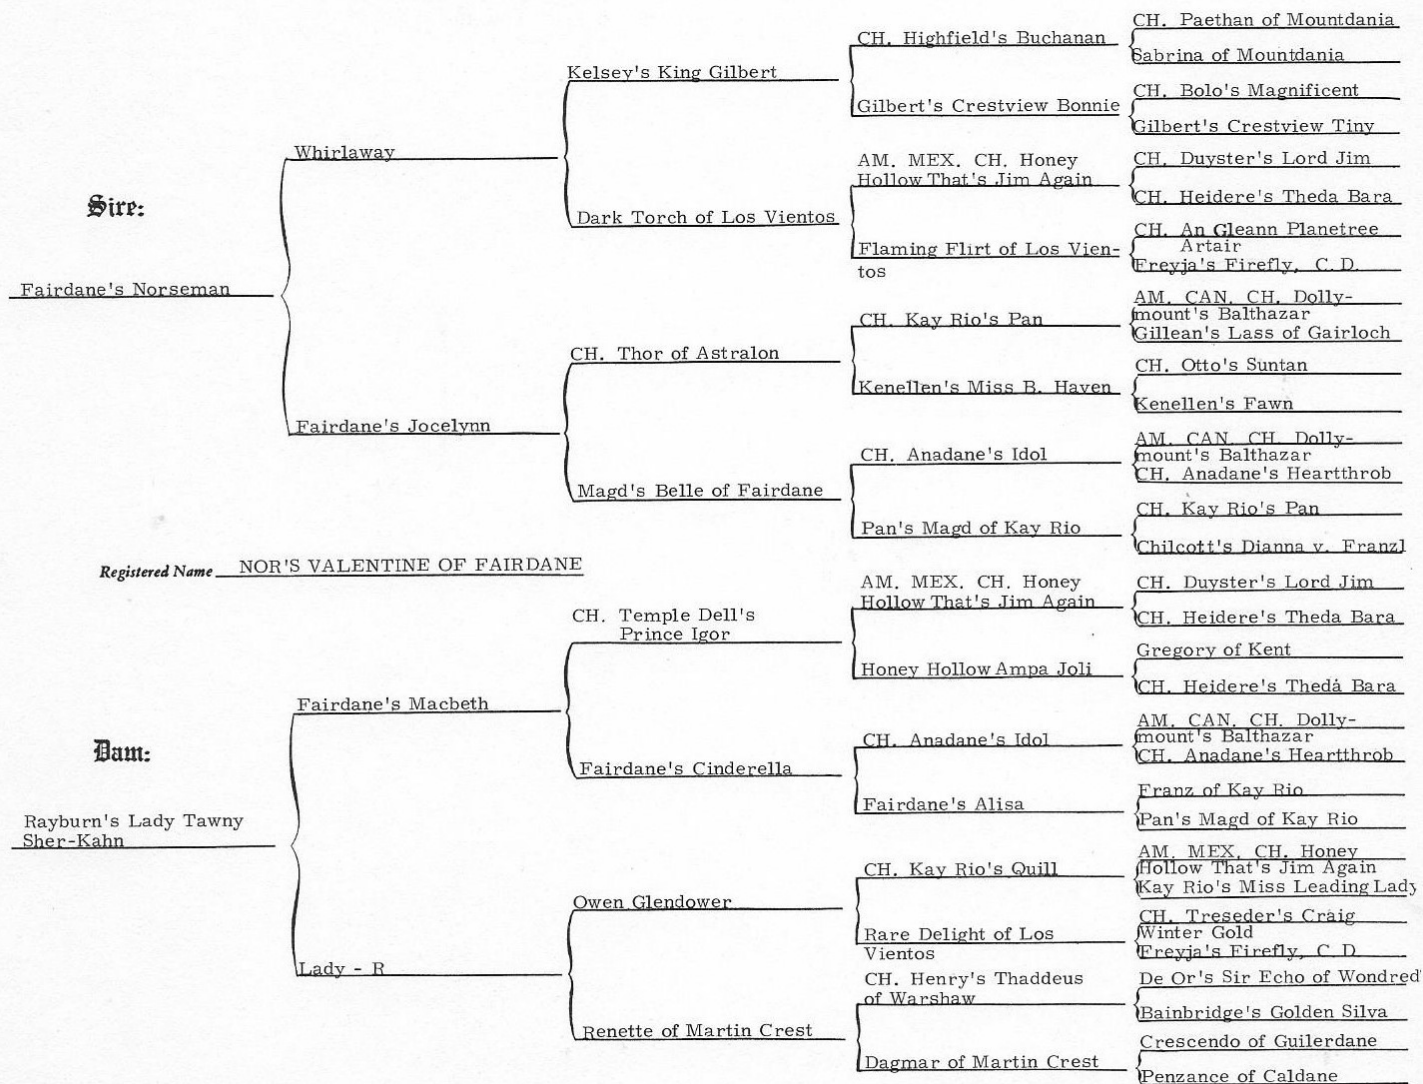 Sire:
Fairdane's Norseman
Whirlaway
Fairdane's Jocelynn
Kelsey's King Gilbert
Dark Torch of Los Vientos
CH. Thor of Astralon
Magd's Belle of Fairdane
CH. Highfield's Buchanan
Gilbert's Crestview Bonnie
AM. MEX. CH. Honey
Hollow That's Jim Again
Flaming Flirt of Los Vien-
tos
CH. Kay Rio's Pan
Kenellen's Miss B. Haven
CH. Anadane's Idol
Pan's Magd of Kay Rio
CH. Paethan of Mountdania
Sabrina of Mountdania
CH. Bolo's Magnificent
Gilbert's Crestview Tiny
CH. Duyster's Lord Jim
CH. Heidere's Theda Bara
CH. An Gleann Planetree
Artair
Freyja's Firefly, C.D.
AM. CAN. CH. Dolly-
mount's Balthazar
Gillean's Lass of Gairloch
CH. Otto's Suntan
Kenellen's Fawn
AM. CAN. CH. Dolly-
mount's Balthazar
CH. Anadane's Heartthrob
CH. Kay Rio's Pan
Chilcott's Dianna v. Franzl
Registered Name NOR'S VALENTINE OF FAIRDANE
Dam:
Rayburn's Lady Tawny
Sher-Kahn
Fairdane's Macbeth
Lady - R
CH. Temple Dell's
Prince Igor
Fairdane's Cinderella
Owen Glendower
Renette of Martin Crest
AM. MEX. CH. Honey
Hollow That's Jim Again
Honey Hollow Ampa Joli
CH. Anadane's Idol
Fairdane's Alisa
CH. Kay Rio's Quill
Rare Delight of Los
Vientos
CH. Henry's Thaddeus
of Warshaw
Dagmar of Martin Crest
CH. Duyster's Lord Jim
CH. Heidere's Theda Bara
Gregory of Kent
CH. Heidere's Theda Bara
AM. CAN. CH. Dolly-
mount's Balthazar
CH. Anadane's Heartthrob
Franz of Kay Rio
Pan's Magd of Kay Rio
AM. MEX. CH. Honey
Hollow That's Jim Again
Kay Rio's Miss Leading Lady
CH. Treseder's Craig
Winter Gold
Freyja's Firefly, C.D.
De Or's Sir Echo of Wondred
Bainbridge's Golden Silva
Crescendo of Guilerdane
Penzance of Caldane